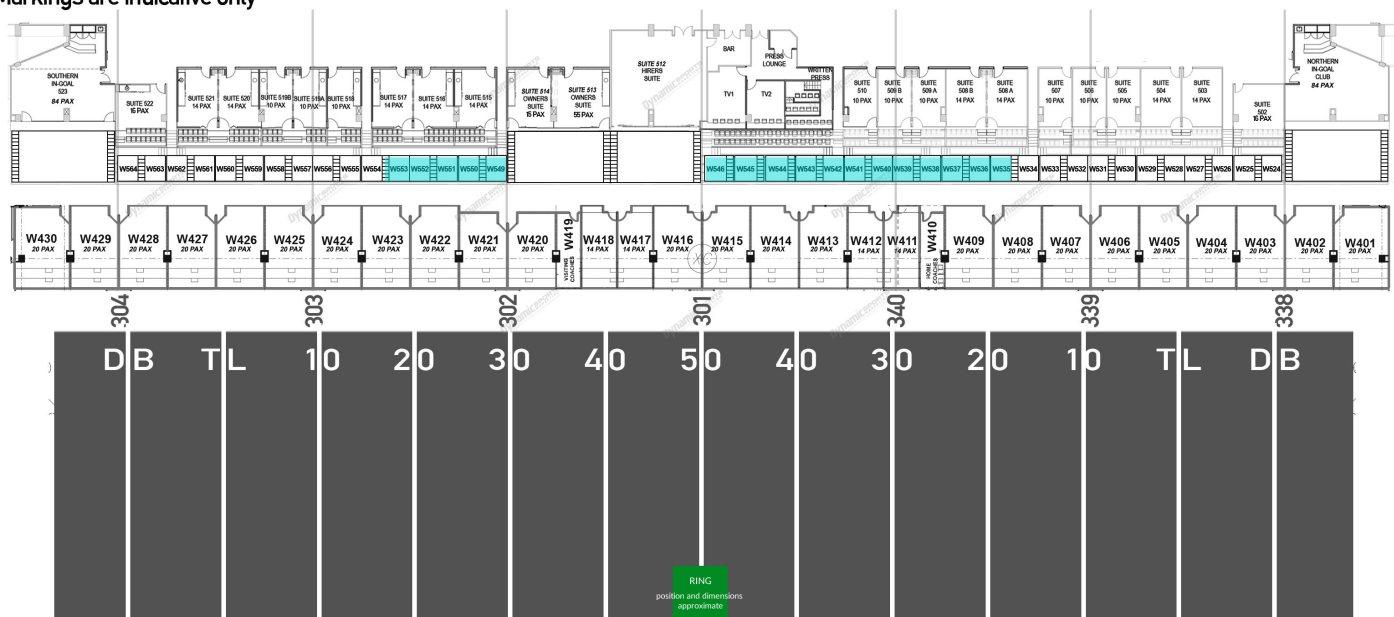 Markings are indicative only
SOUTHERN
IN-GOAL
523
84 PAX
SUITE 522
16 PAX
SUITE 521
14 PAX
SUITE 520
14 PAX
SUITE 519B
10 PAX
SUITE 519A
10 PAX
SUITE 518
10 PAX
SUITE 517
14 PAX
SUITE 516
14 PAX
SUITE 515
14 PAX
SUITE 514
OWNERS
SUITE
15 PAX
SUITE 513
OWNERS
SUITE
55 PAX
SUITE 512
HIRERS
SUITE
BAR
PRESS
LOUNGE
WRITTEN
PRESS
TV1
TV2
SUITE
510
10 PAX
SUITE
509 B
10 PAX
SUITE
509 A
10 PAX
SUITE
508 B
14 PAX
SUITE
508 A
14 PAX
SUITE
507
10 PAX
SUITE
506
10 PAX
SUITE
505
10 PAX
SUITE
504
14 PAX
SUITE
503
14 PAX
SUITE
502
16 PAX
NORTHERN
IN-GOAL
CLUB
84 PAX
W564 W563 W562 W561 W560 W559 W558 W557 W556 W555 W554 W553 W552 W551 W550 W549 W546 W545 W544 W543 W542 W541 W540 W539 W538 W537 W536 W535 W534 W533 W532 W531 W530 W529 W528 W527 W526 W525 W524
W430
20 PAX
W429
20 PAX
W428
20 PAX
W427
20 PAX
W426
20 PAX
W425
20 PAX
W424
20 PAX
W423
20 PAX
W422
20 PAX
W421
20 PAX
W420
20 PAX
W419
VISITING
COACHES
W418
14 PAX
W417
14 PAX
W416
20 PAX
W415
20 PAX
W414
20 PAX
W413
20 PAX
W412
14 PAX
W411
14 PAX
W410
HOME
COACHES
W409
20 PAX
W408
20 PAX
W407
20 PAX
W406
20 PAX
W405
20 PAX
W404
20 PAX
W403
20 PAX
W402
20 PAX
W401
20 PAX
304 303 302 301 340 339 338
DB TL 10 20 30 40 50 40 30 20 10 TL DB
RING
position and dimensions
approximate